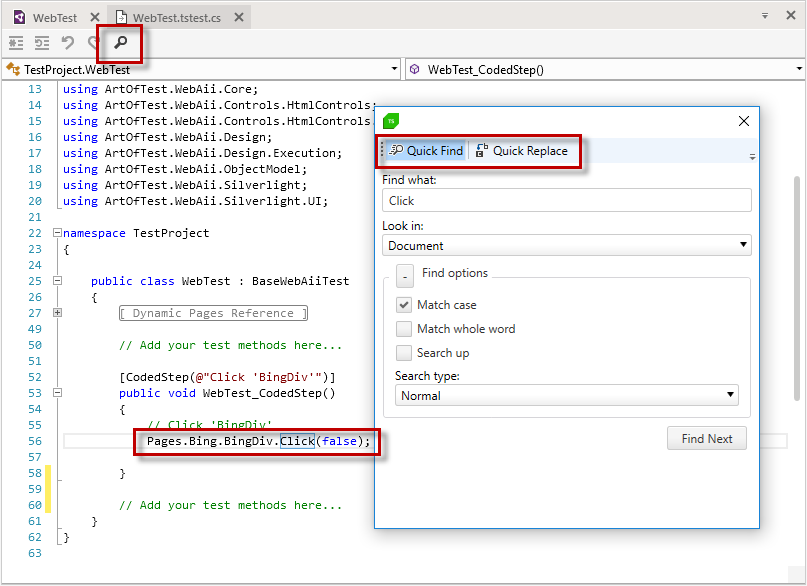 WebTest
WebTest.tstest.cs
TestProject.WebTest
WebTest_CodedStep()
13 using ArtOfTest.WebAii.Core;
14 using ArtOfTest.WebAii.Controls.HtmlControls;
15 using ArtOfTest.WebAii.Controls.HtmlControls.
16 using ArtOfTest.WebAii.Design;
17 using ArtOfTest.WebAii.Design.Execution;
18 using ArtOfTest.WebAii.ObjectModel;
19 using ArtOfTest.WebAii.Silverlight;
20 using ArtOfTest.WebAii.Silverlight.UI;
21
22 namespace TestProject
23 {
24
25 public class WebTest : BaseWebAiiTest
26 {
27 [ Dynamic Pages Reference ]
49
50 // Add your test methods here...
51
52 [CodedStep(@"Click 'BingDiv'")]
53 public void WebTest_CodedStep()
54 {
55 // Click 'BingDiv'
56 Pages.Bing.BingDiv.Click(false);
57
58 }
59
60 // Add your test methods here...
61 }
62 }
63
TS
Quick Find
Quick Replace
Find what:
Click
Look in:
Document
- Find options
Match case
Match whole word
Search up
Search type:
Normal
Find Next